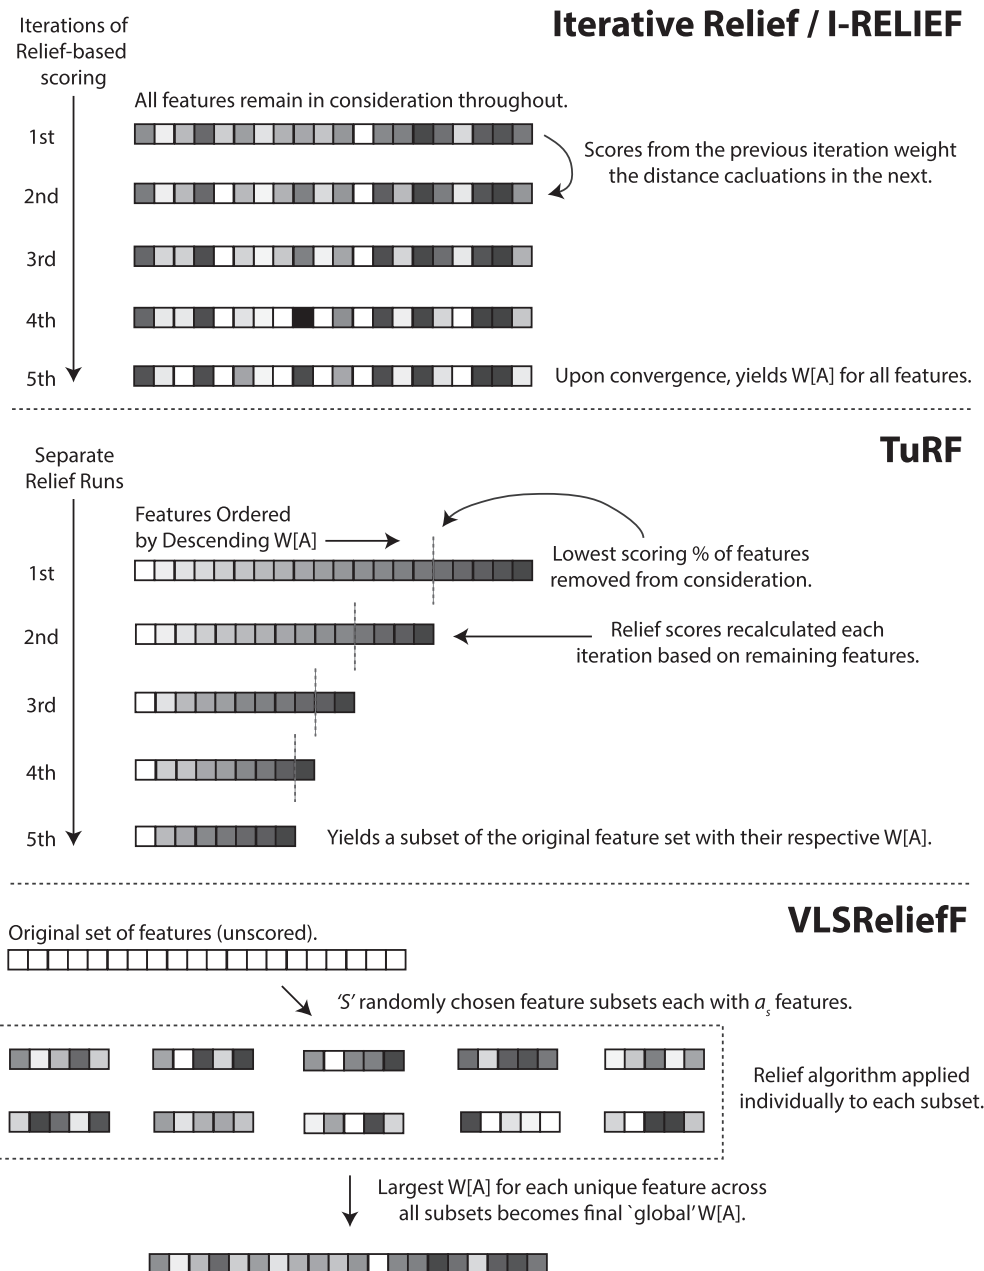 Iterations of
Relief-based
scoring
Iterative Relief / I-RELIEF
All features remain in consideration throughout.
1st
Scores from the previous iteration weight
the distance cacluations in the next.
2nd
3rd
4th
5th
Upon convergence, yields W[A] for all features.
TuRF
Separate
Relief Runs
Features Ordered
by Descending W[A]
Lowest scoring % of features
removed from consideration.
1st
2nd
Relief scores recalculated each
iteration based on remaining features.
3rd
4th
5th
Yields a subset of the original feature set with their respective W[A].
VLSReliefF
Original set of features (unscored).
'S' randomly chosen feature subsets each with a_s features.
Relief algorithm applied
individually to each subset.
Largest W[A] for each unique feature across
all subsets becomes final `global' W[A].